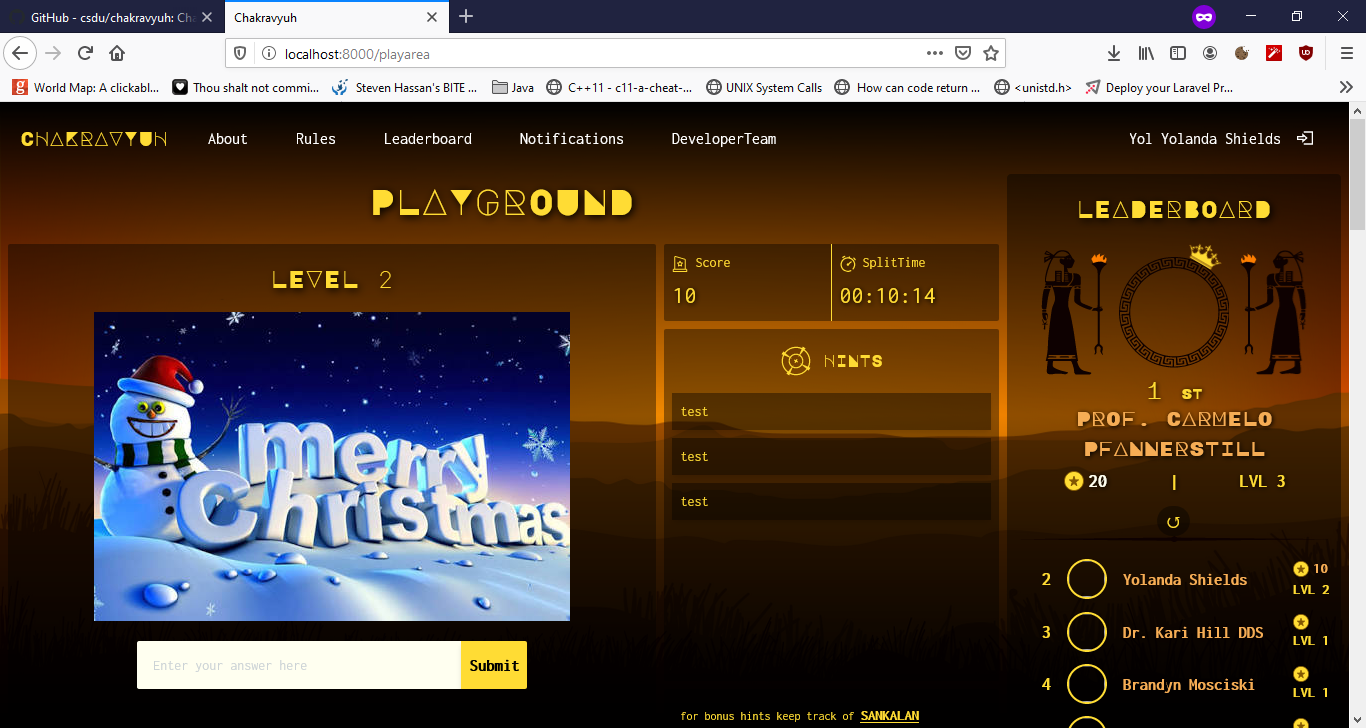 GitHub - csdu/chakravyuh: Cha
Chakravyuh
localhost:8000/playarea
World Map: A clickabl...
Thou shalt not commi...
Steven Hassan's BITE ...
Java
C++11 - c11-a-cheat-...
UNIX System Calls
How can code return ...
<unistd.h>
Deploy your Laravel Pr...
CHAKRAVYUH
About
Rules
Leaderboard
Notifications
DeveloperTeam
Yol Yolanda Shields
PLAYGROUND
LEVEL 2
merry
Christmas
Enter your answer here
Submit
Score
10
SplitTime
00:10:14
HINTS
test
test
test
for bonus hints keep track of SANKALAN
LEADERBOARD
1 ST
PROF. CARMELO
PFANNERSTILL
20 | LVL 3
2 Yolanda Shields 10
LVL 2
3 Dr. Kari Hill DDS
LVL 1
4 Brandyn Mosciski
LVL 1